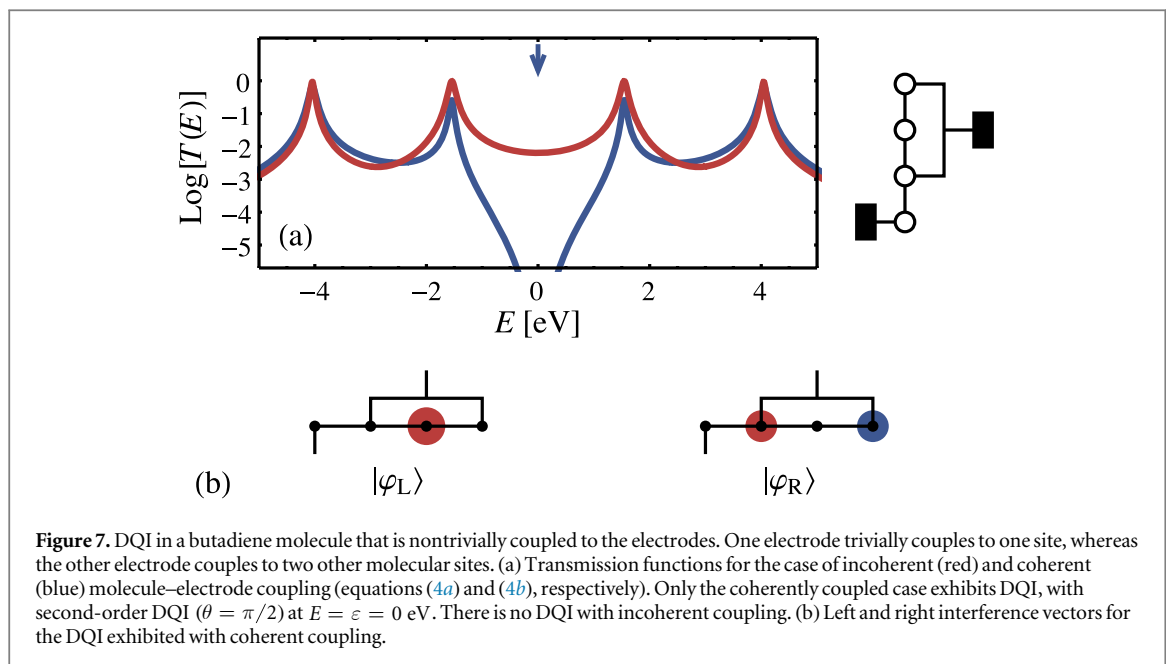 0
−1
−2
−3
−4
−5
Log[T(E)]
(a)
−4 −2 0 2 4
E [eV]
(b)
|φL⟩ |φR⟩
Figure 7. DQI in a butadiene molecule that is nontrivially coupled to the electrodes. One electrode trivially couples to one site, whereas
the other electrode couples to two other molecular sites. (a) Transmission functions for the case of incoherent (red) and coherent
(blue) molecule–electrode coupling (equations (4a) and (4b), respectively). Only the coherently coupled case exhibits DQI, with
second-order DQI (θ = π/2) at E = ε = 0 eV. There is no DQI with incoherent coupling. (b) Left and right interference vectors for
the DQI exhibited with coherent coupling.